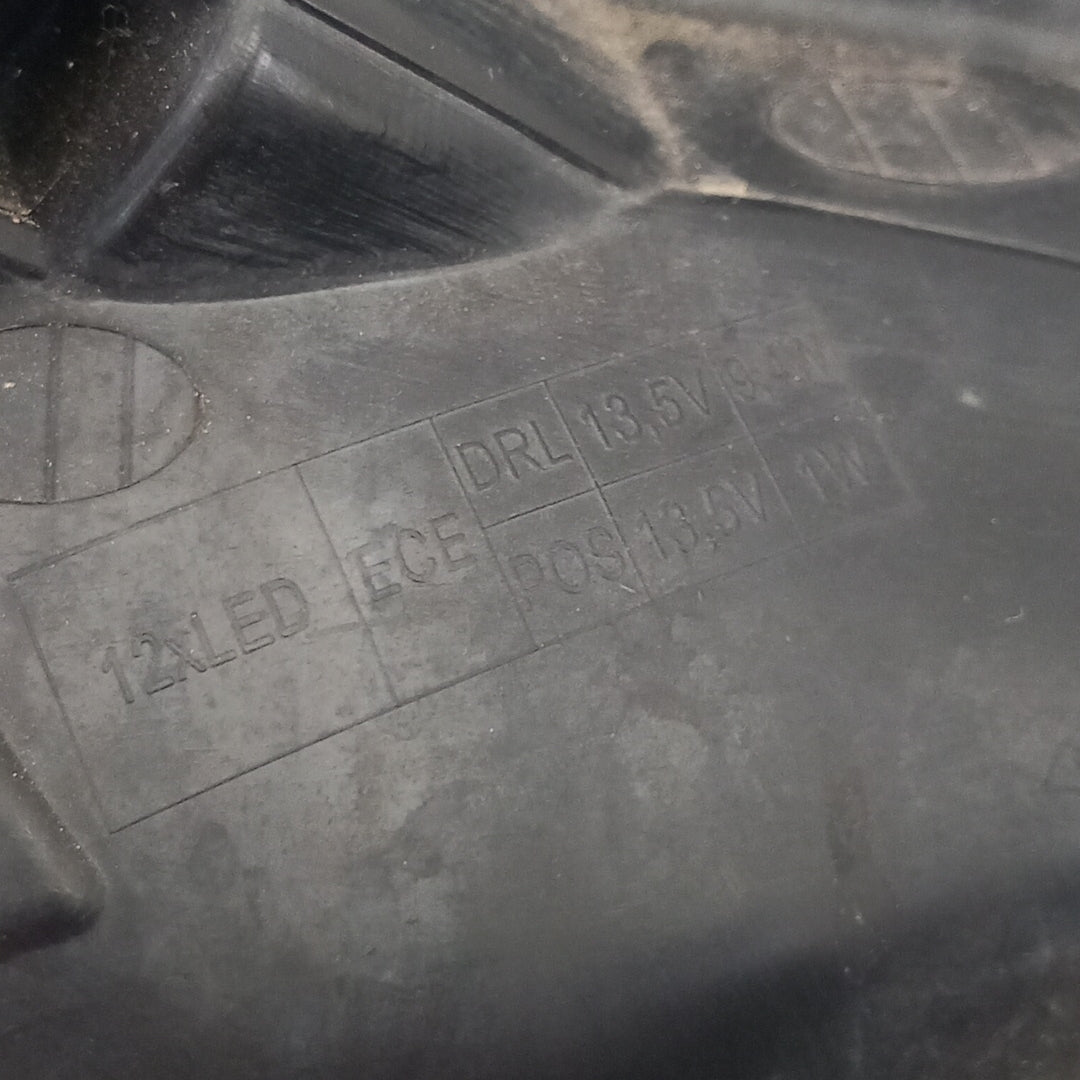 12xLED ECE DRL 13,5V
POS 13,5V 1W